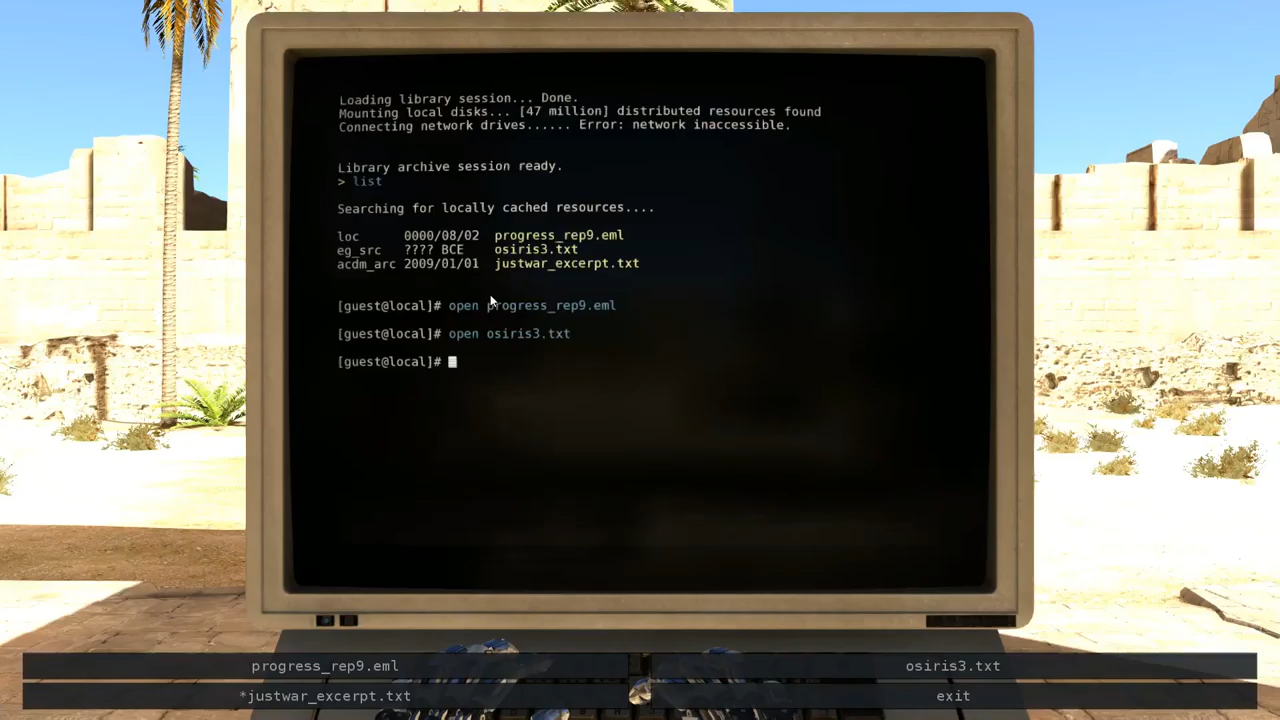 Loading library session... Done.
Mounting local disks... [47 million] distributed resources found
Connecting network drives...... Error: network inaccessible.
Library archive session ready.
> list
Searching for locally cached resources....
loc 0000/08/02 progress_rep9.eml
eg_src ???? BCE osiris3.txt
acdm_arc 2009/01/01 justwar_excerpt.txt
[guest@local]# open progress_rep9.eml
[guest@local]# open osiris3.txt
[guest@local]#
progress_rep9.eml osiris3.txt
*justwar_excerpt.txt exit